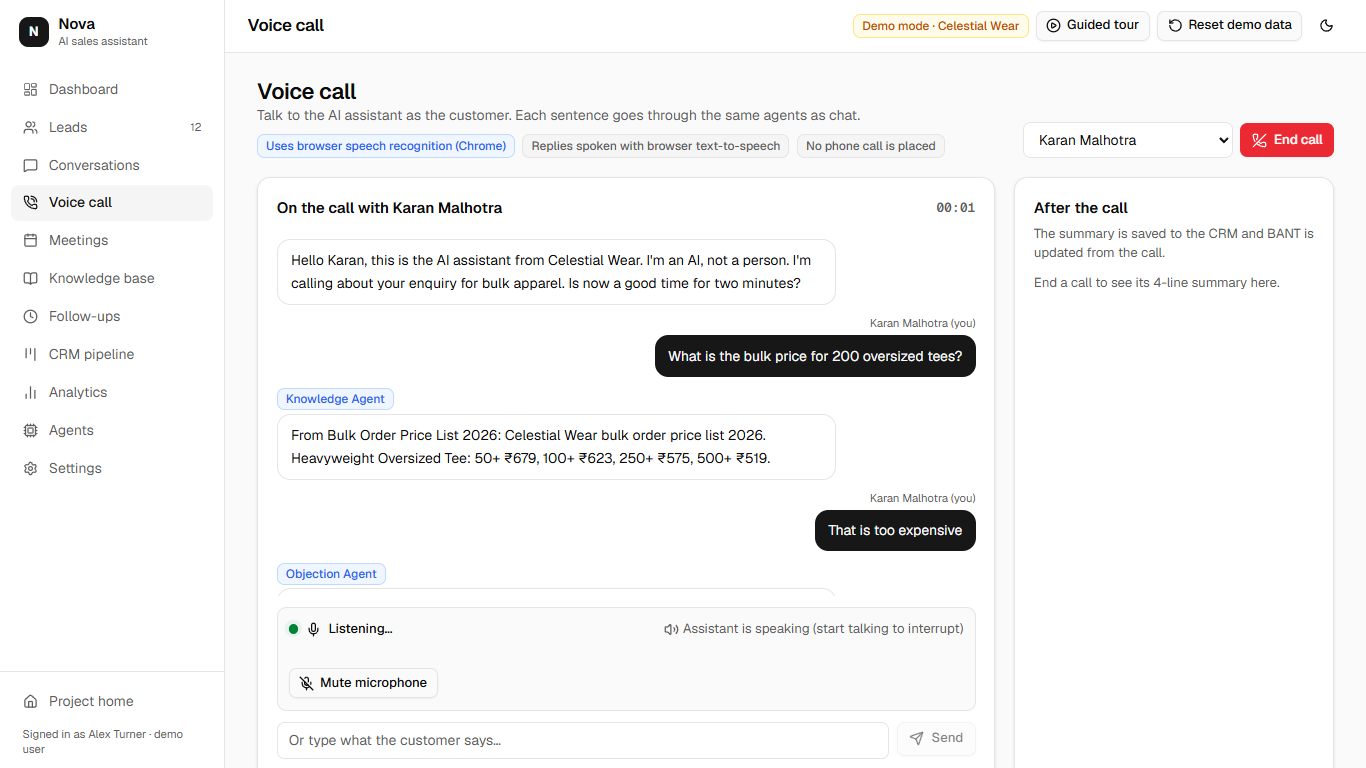 N
Nova
AI sales assistant
Dashboard
Leads 12
Conversations
Voice call
Meetings
Knowledge base
Follow-ups
CRM pipeline
Analytics
Agents
Settings
Project home
Signed in as Alex Turner · demo
user
Voice call
Demo mode · Celestial Wear
Guided tour
Reset demo data
Voice call
Talk to the AI assistant as the customer. Each sentence goes through the same agents as chat.
Uses browser speech recognition (Chrome)
Replies spoken with browser text-to-speech
No phone call is placed
Karan Malhotra
End call
On the call with Karan Malhotra
00:01
Hello Karan, this is the AI assistant from Celestial Wear. I'm an AI, not a person. I'm
calling about your enquiry for bulk apparel. Is now a good time for two minutes?
Karan Malhotra (you)
What is the bulk price for 200 oversized tees?
Knowledge Agent
From Bulk Order Price List 2026: Celestial Wear bulk order price list 2026.
Heavyweight Oversized Tee: 50+ ₹679, 100+ ₹623, 250+ ₹575, 500+ ₹519.
Karan Malhotra (you)
That is too expensive
Objection Agent
Listening...
Assistant is speaking (start talking to interrupt)
Mute microphone
Or type what the customer says...
Send
After the call
The summary is saved to the CRM and BANT is
updated from the call.
End a call to see its 4-line summary here.